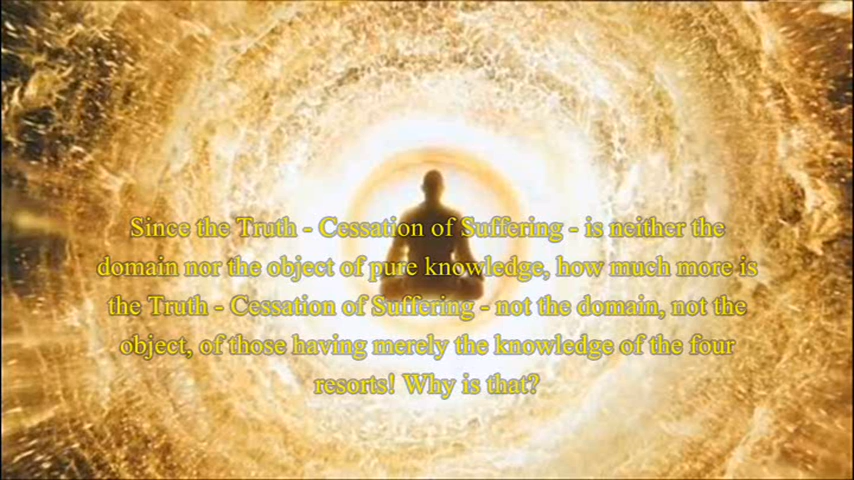 Since the Truth - Cessation of Suffering - is neither the
domain nor the object of pure knowledge, how much more is
the Truth - Cessation of Suffering - not the domain, not the
object, of those having merely the knowledge of the four
resorts! Why is that?